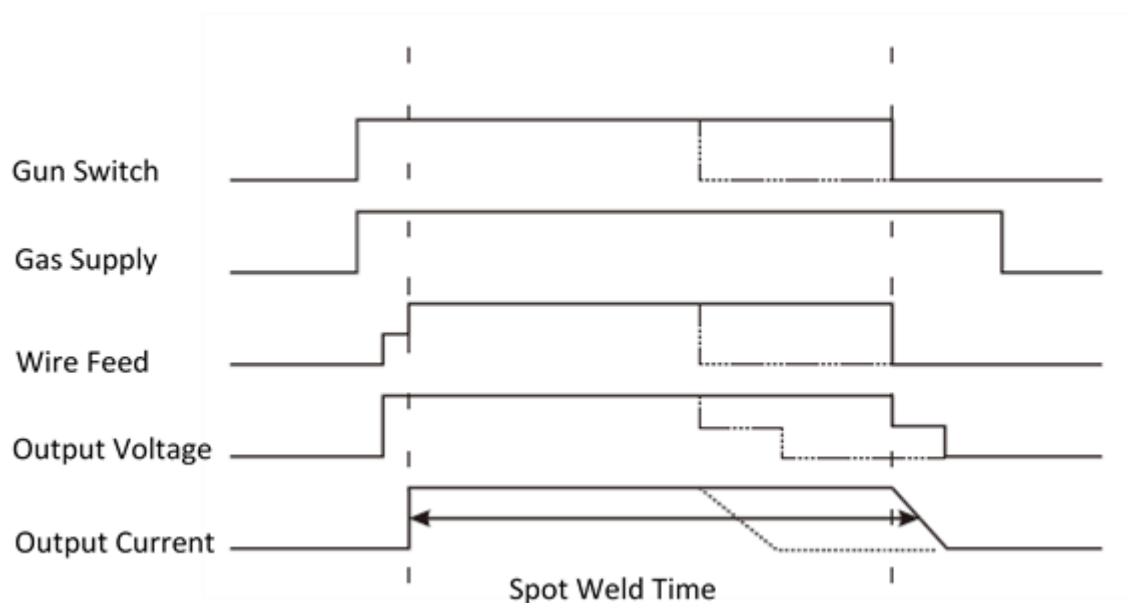 Gun Switch
Gas Supply
Wire Feed
Output Voltage
Output Current
Spot Weld Time